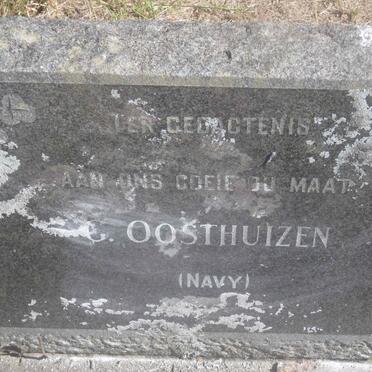 TER GEDAGTENIS
AAN ONS GOEIE OU MAAT
G. OOSTHUIZEN
(NAVY)